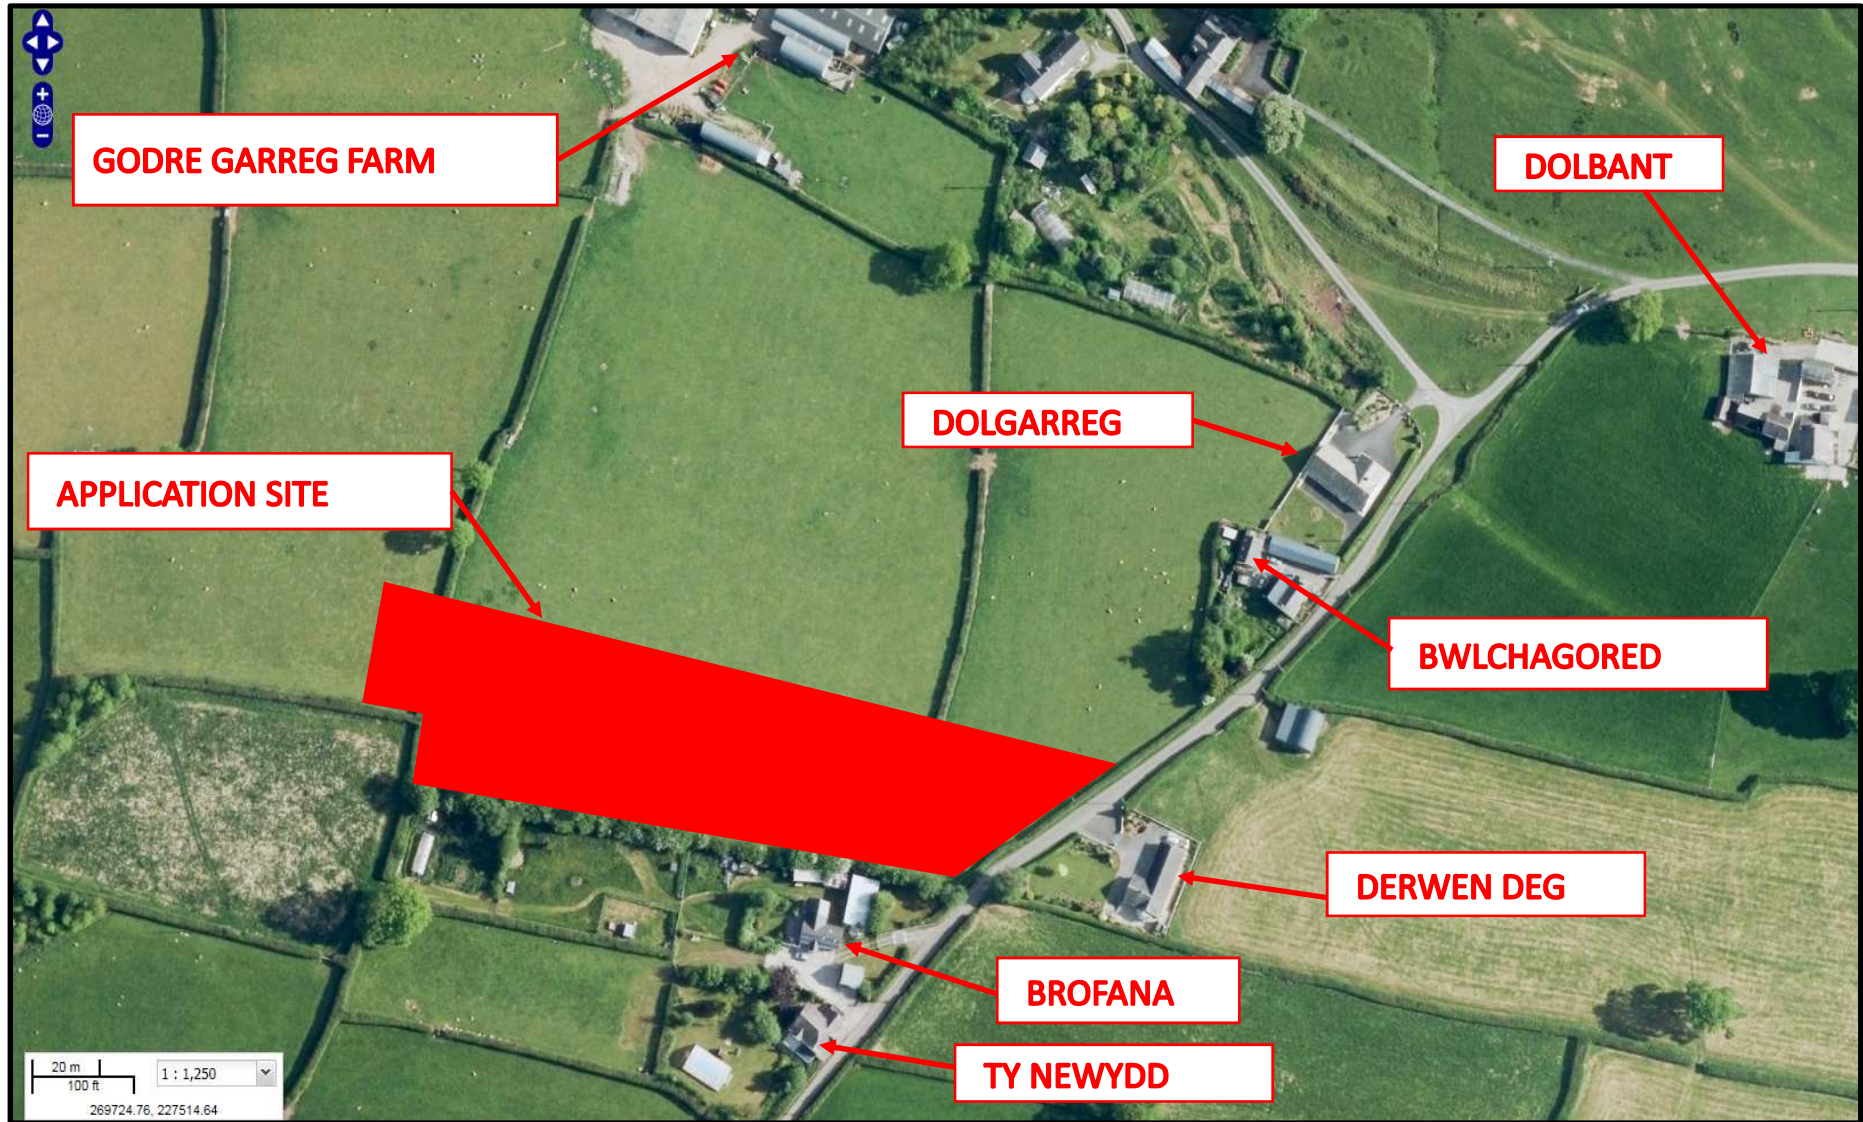 GODRE GARREG FARM
DOLBANT
DOLGARREG
APPLICATION SITE
BWLCHAGORED
DERWEN DEG
BROFANA
TY NEWYDD
20 m
100 ft
1 : 1,250
269724.76, 227514.64